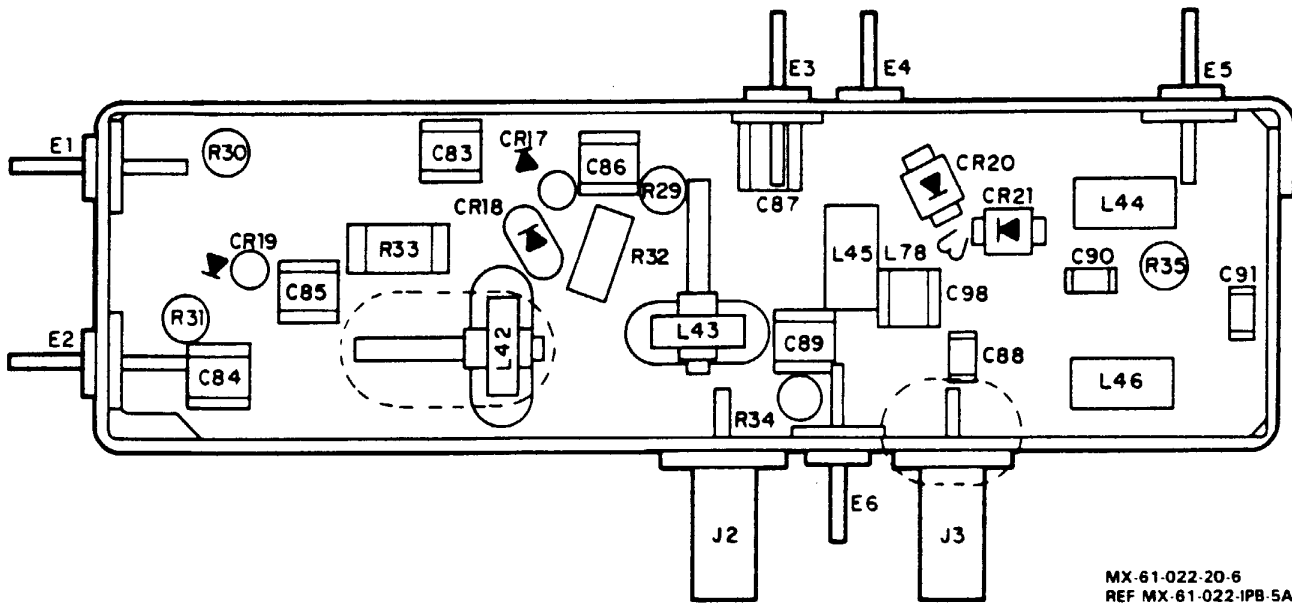 E3
E4
E5
E1
R30
C83
CR17
C86
R29
C87
CR20
CR21
L44
CR18
CR19
R33
R32
L45
L78
C90
R35
C91
C85
C98
R31
E2
L42
L43
C89
C88
C84
L46
R34
E6
J2
J3
MX-61-022-20-6
REF MX-61-022-IPB-5A